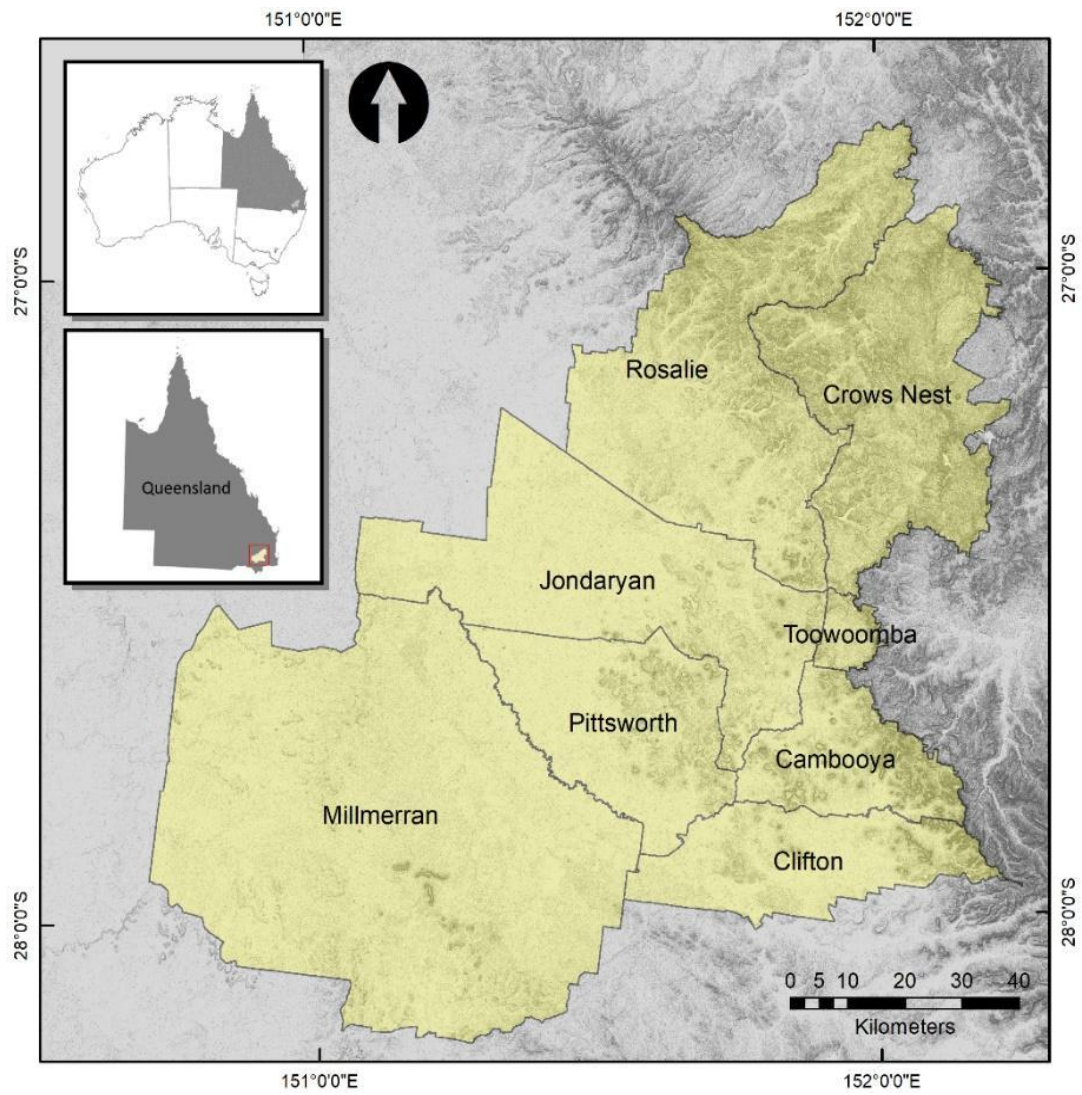 151°0'0"E
152°0'0"E
27°0'0"S
27°0'0"S
Rosalie
Crows Nest
Queensland
Jondaryan
Toowoomba
Pittsworth
Cambooya
Millmerran
Clifton
28°0'0"S
28°0'0"S
0 5 10 20 30 40
Kilometers
151°0'0"E
152°0'0"E